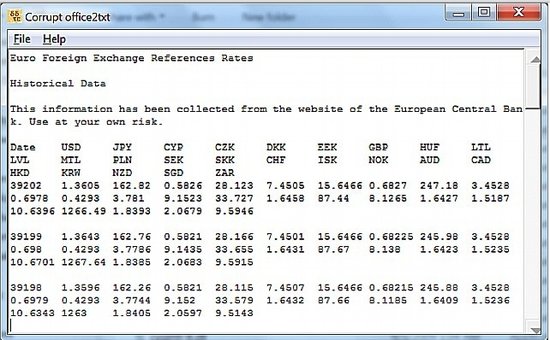 Corrupt office2txt
File Help
Euro Foreign Exchange References Rates
Historical Data
This information has been collected from the website of the European Central Ban
k. Use at your own risk.
Date USD JPY CYP CZK DKK EEK GBP HUF LTL
LVL MTL PLN SEK SKK CHF ISK NOK AUD CAD
HKD KRW NZD SGD ZAR
39202 1.3605 162.82 0.5826 28.123 7.4505 15.6466 0.6827 247.18 3.4528
0.6978 0.4293 3.781 9.1523 33.727 1.6458 87.44 8.1265 1.6427 1.5187
10.6396 1266.49 1.8393 2.0679 9.5946
39199 1.3643 162.76 0.5821 28.166 7.4501 15.6466 0.68225 245.98 3.4528
0.698 0.4293 3.7786 9.1435 33.655 1.6431 87.67 8.138 1.6423 1.5235
10.6701 1267.64 1.8385 2.0683 9.5915
39198 1.3596 162.26 0.5821 28.115 7.4507 15.6466 0.68215 245.88 3.4528
0.6979 0.4293 3.7744 9.152 33.579 1.6432 87.66 8.1185 1.6409 1.5236
10.6343 1263 1.8405 2.0597 9.5143